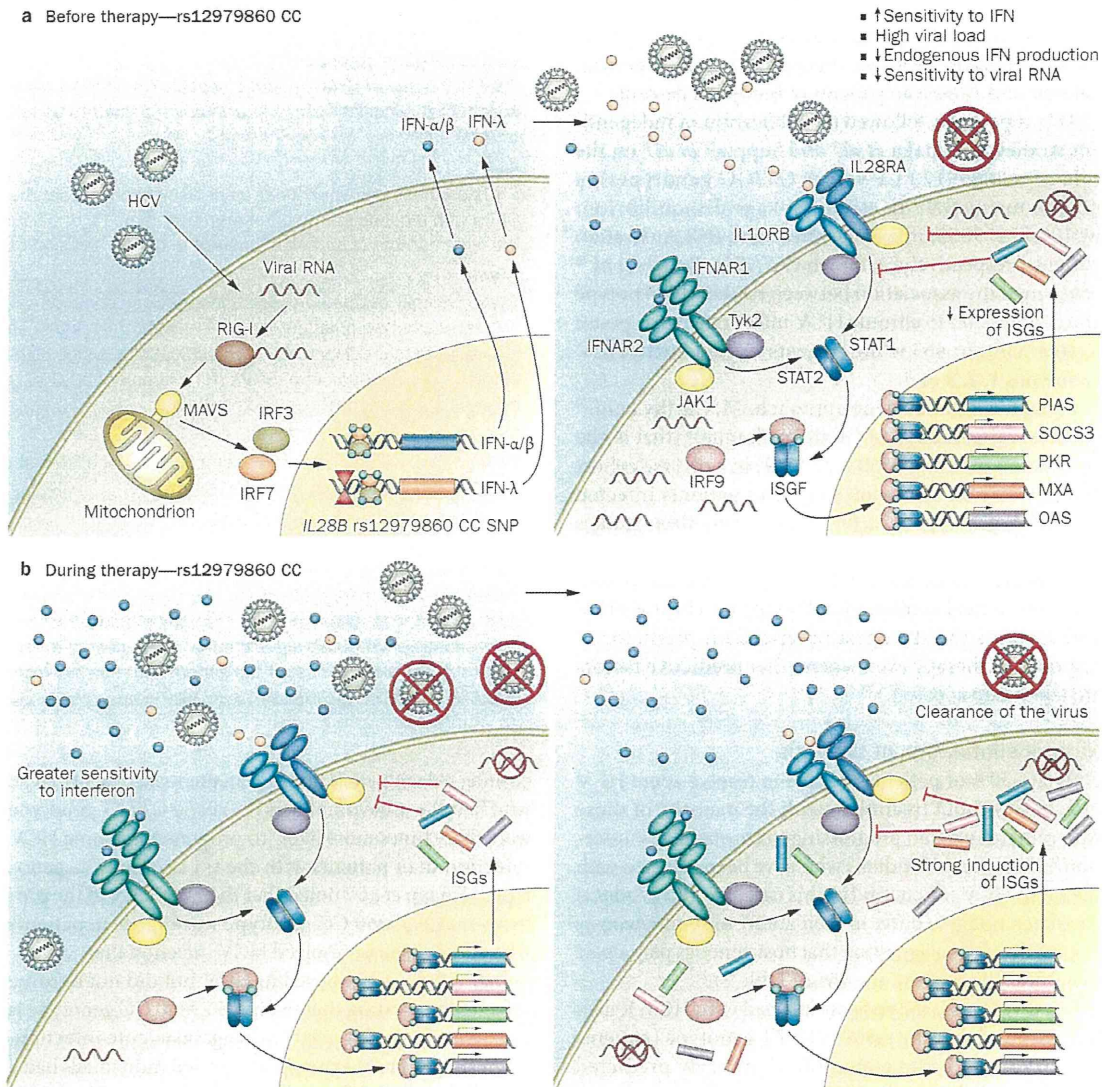 a Before therapy—rs12979860 CC
▪ ↑Sensitivity to IFN
▪ High viral load
▪ ↓Endogenous IFN production
▪ ↓Sensitivity to viral RNA
IFN-α/β
IFN-λ
HCV
Viral RNA
RIG-I
MAVS
IRF3
IRF7
Mitochondrion
IFN-α/β
IFN-λ
IL28B rs12979860 CC SNP
IL28RA
IL10RB
IFNAR1
IFNAR2
Tyk2
JAK1
STAT1
STAT2
IRF9
ISGF
↓ Expression
of ISGs
PIAS
SOCS3
PKR
MXA
OAS
b During therapy—rs12979860 CC
Greater sensitivity
to interferon
ISGs
Clearance of the virus
Strong induction
of ISGs